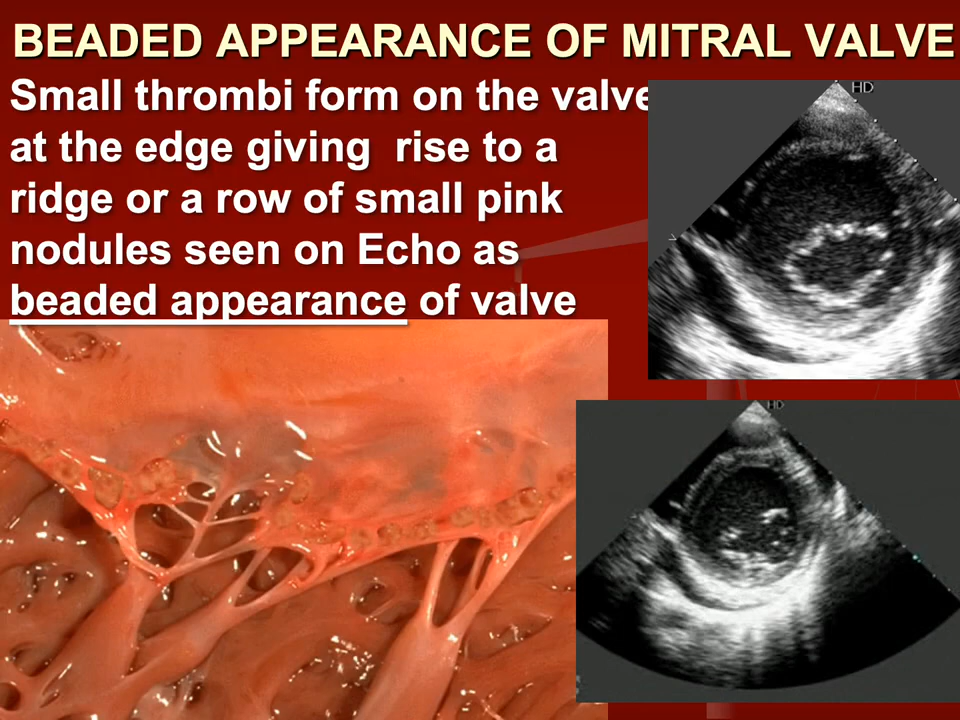 BEADED APPEARANCE OF MITRAL VALVE
Small thrombi form on the valve
at the edge giving rise to a
ridge or a row of small pink
nodules seen on Echo as
beaded appearance of valve
HD
HD